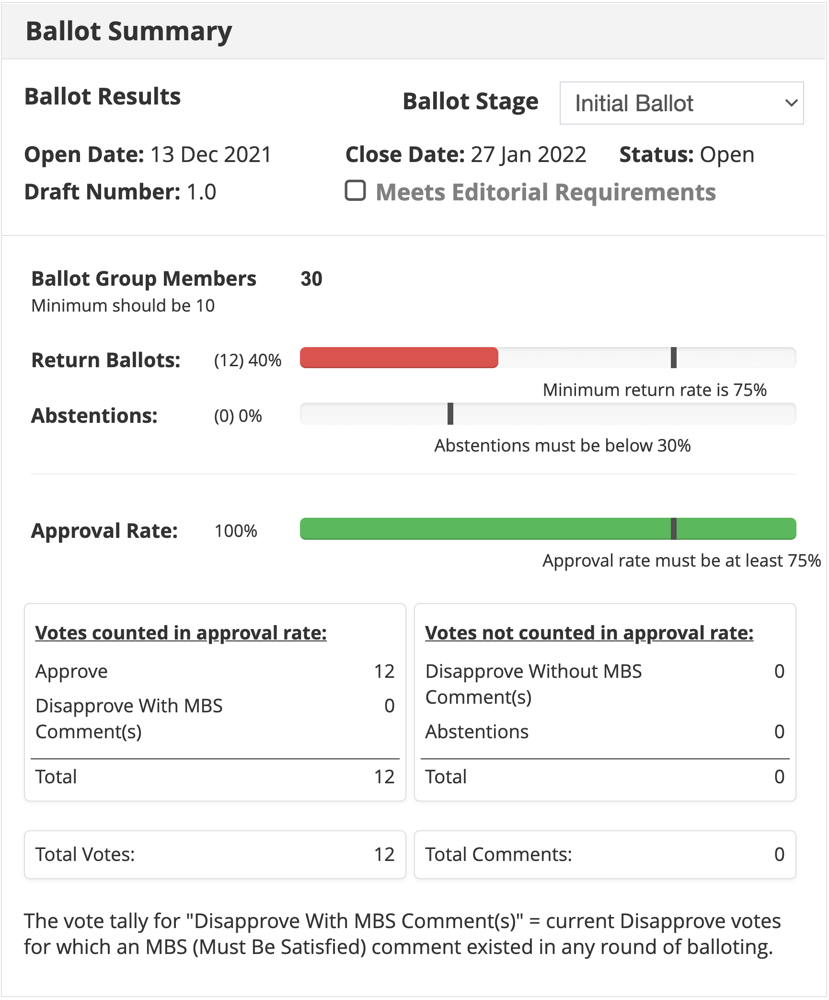 Ballot Summary
Ballot Results
Ballot Stage
Initial Ballot
Open Date: 13 Dec 2021
Close Date: 27 Jan 2022
Status: Open
Draft Number: 1.0
Meets Editorial Requirements
Ballot Group Members 30
Minimum should be 10
Return Ballots: (12) 40%
Minimum return rate is 75%
Abstentions: (0) 0%
Abstentions must be below 30%
Approval Rate: 100%
Approval rate must be at least 75%
Votes counted in approval rate:
Approve 12
Disapprove With MBS 0
Comment(s)
Total 12
Votes not counted in approval rate:
Disapprove Without MBS 0
Comment(s)
Abstentions 0
Total 0
Total Votes: 12
Total Comments: 0
The vote tally for "Disapprove With MBS Comment(s)" = current Disapprove votes
for which an MBS (Must Be Satisfied) comment existed in any round of balloting.